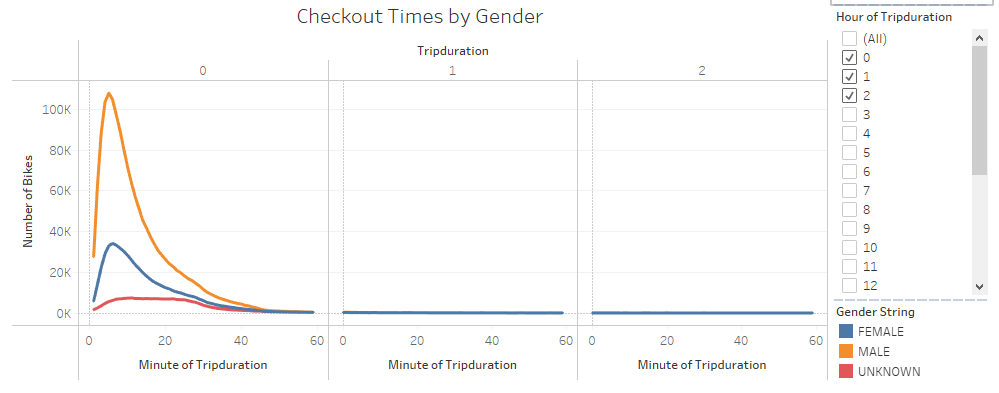 Checkout Times by Gender
Tripduration
0 1 2
Number of Bikes
100K
80K
60K
40K
20K
0K
0 20 40 60 0 20 40 60 0 20 40 60
Minute of Tripduration Minute of Tripduration Minute of Tripduration
Hour of Tripduration
(All)
0
1
2
3
4
5
6
7
8
9
10
11
12
Gender String
FEMALE
MALE
UNKNOWN